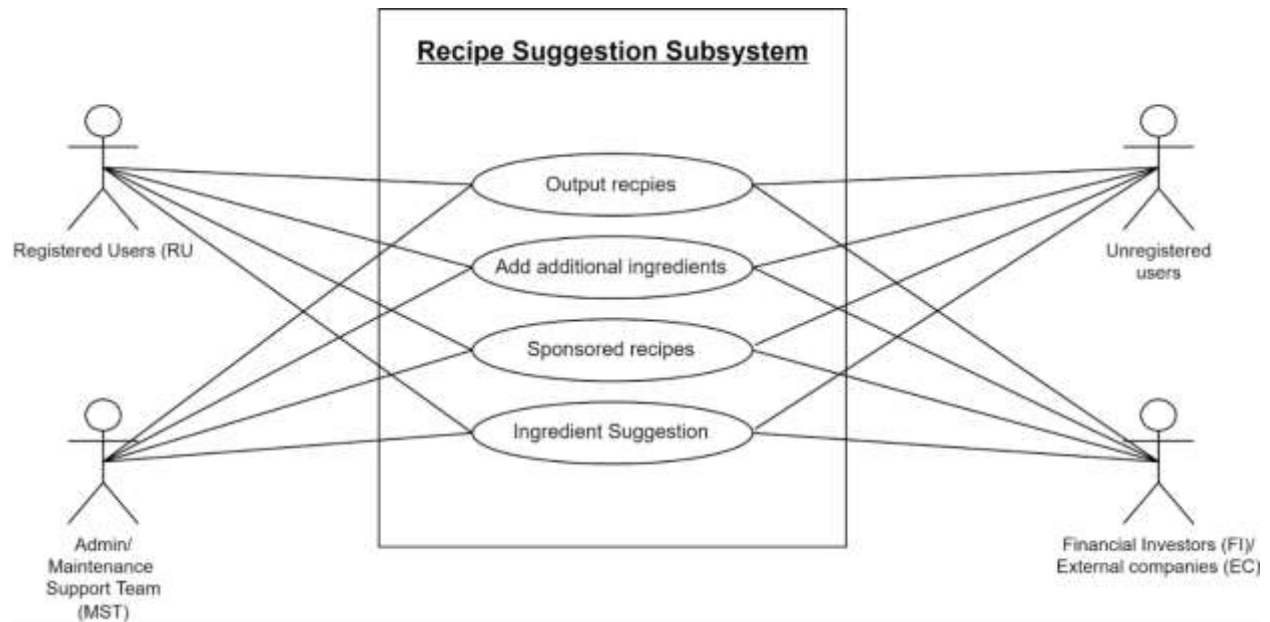 Recipe Suggestion Subsystem
Output recpies
Add additional ingredients
Sponsored recipes
Ingredient Suggestion
Registered Users (RU
Unregistered
users
Admin/
Maintenance
Support Team
(MST)
Financial Investors (FI)/
External companies (EC)